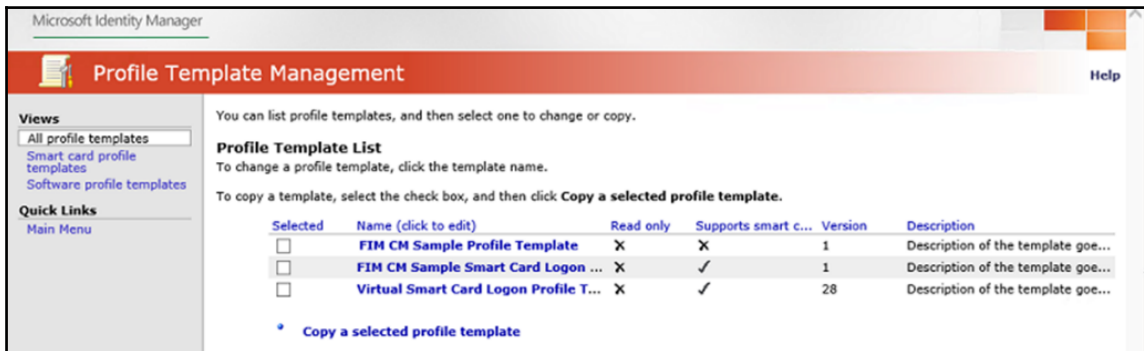 Microsoft Identity Manager
Profile Template Management
Help
Views
All profile templates
Smart card profile
templates
Software profile templates
Quick Links
Main Menu
You can list profile templates, and then select one to change or copy.
Profile Template List
To change a profile template, click the template name.
To copy a template, select the check box, and then click Copy a selected profile template.
Selected Name (click to edit) Read only Supports smart c... Version Description
FIM CM Sample Profile Template 1 Description of the template goe...
FIM CM Sample Smart Card Logon ... 1 Description of the template goe...
Virtual Smart Card Logon Profile T... 28 Description of the template goe...
Copy a selected profile template